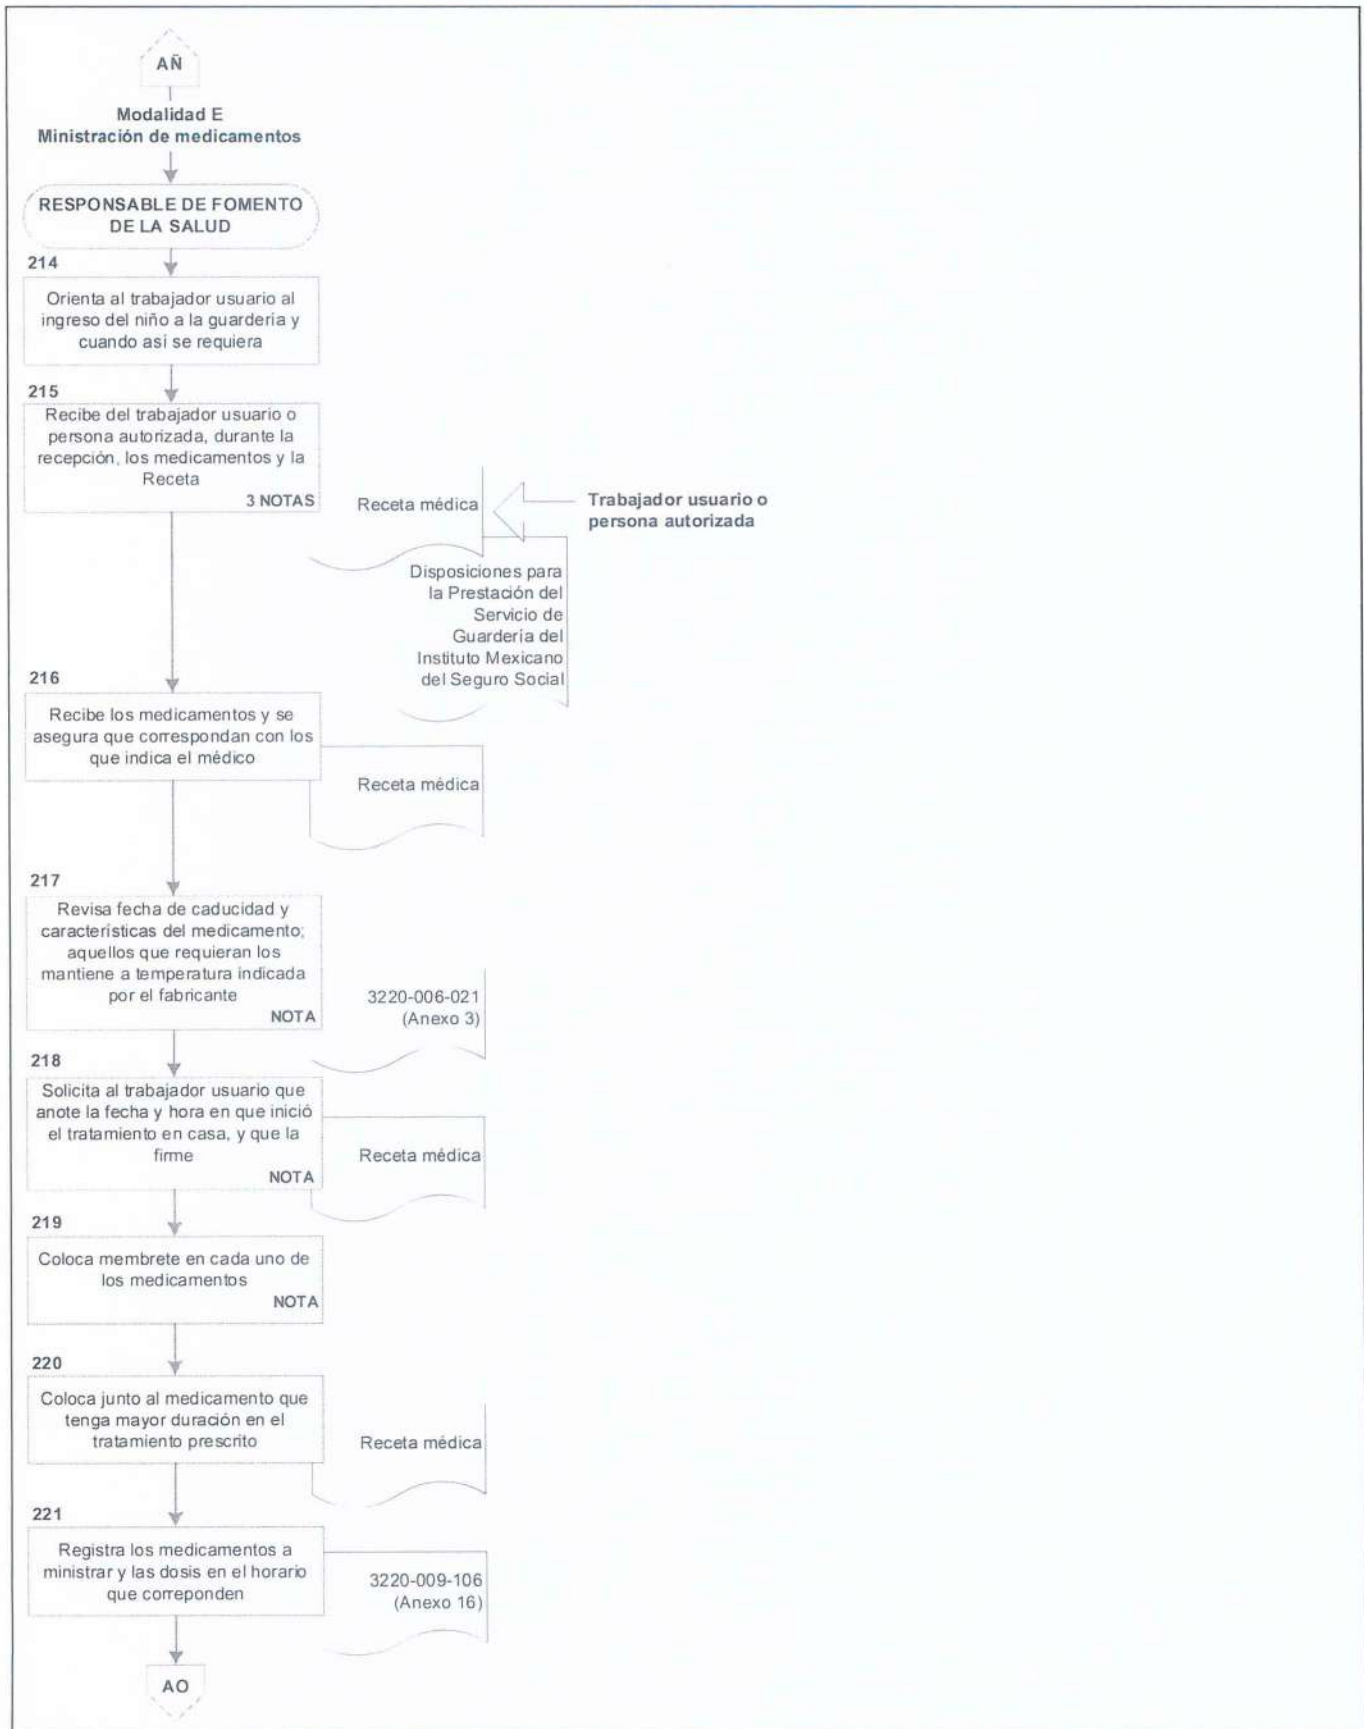 AÑ
Modalidad E
Ministración de medicamentos
RESPONSABLE DE FOMENTO
DE LA SALUD
214
Orienta al trabajador usuario al
ingreso del niño a la guardería y
cuando así se requiera
215
Recibe del trabajador usuario o
persona autorizada, durante la
recepción, los medicamentos y la
Receta
3 NOTAS
Receta médica
Trabajador usuario o
persona autorizada
Disposiciones para
la Prestación del
Servicio de
Guardería del
Instituto Mexicano
del Seguro Social
216
Recibe los medicamentos y se
asegura que correspondan con los
que indica el médico
Receta médica
217
Revisa fecha de caducidad y
características del medicamento;
aquellos que requieran los
mantiene a temperatura indicada
por el fabricante
NOTA
3220-006-021
(Anexo 3)
218
Solicita al trabajador usuario que
anote la fecha y hora en que inició
el tratamiento en casa, y que la
firme
NOTA
Receta médica
219
Coloca membrete en cada uno de
los medicamentos
NOTA
220
Coloca junto al medicamento que
tenga mayor duración en el
tratamiento prescrito
Receta médica
221
Registra los medicamentos a
ministrar y las dosis en el horario
que correponden
3220-009-106
(Anexo 16)
AO